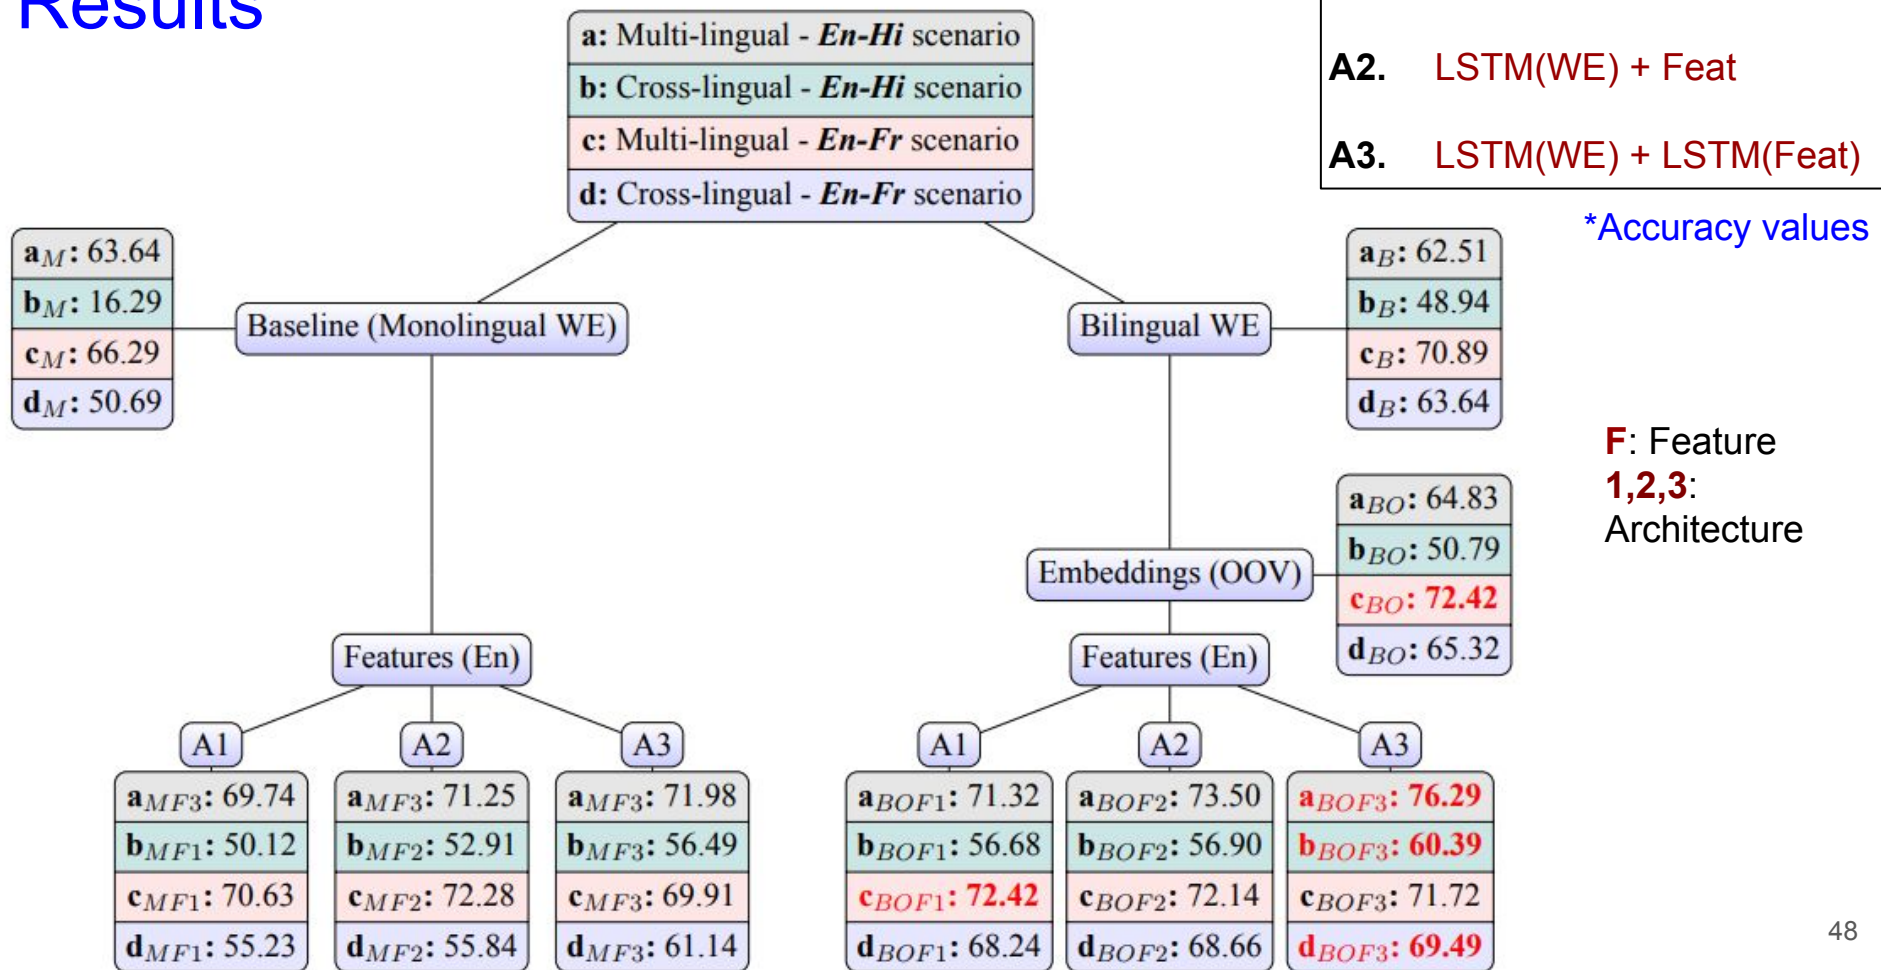 Results
a: Multi-lingual - En-Hi scenario
b: Cross-lingual - En-Hi scenario
c: Multi-lingual - En-Fr scenario
d: Cross-lingual - En-Fr scenario
A2. LSTM(WE) + Feat
A3. LSTM(WE) + LSTM(Feat)
*Accuracy values
aM: 63.64
bM: 16.29
cM: 66.29
dM: 50.69
Baseline (Monolingual WE)
Bilingual WE
aB: 62.51
bB: 48.94
cB: 70.89
dB: 63.64
F: Feature
1,2,3:
Architecture
Embeddings (OOV)
aBO: 64.83
bBO: 50.79
cBO: 72.42
dBO: 65.32
Features (En)
Features (En)
A1
A2
A3
A1
A2
A3
aMF3: 69.74
bMF1: 50.12
cMF1: 70.63
dMF1: 55.23
aMF3: 71.25
bMF2: 52.91
cMF2: 72.28
dMF2: 55.84
aMF3: 71.98
bMF3: 56.49
cMF3: 69.91
dMF3: 61.14
aBOF1: 71.32
bBOF1: 56.68
cBOF1: 72.42
dBOF1: 68.24
aBOF2: 73.50
bBOF2: 56.90
cBOF2: 72.14
dBOF2: 68.66
aBOF3: 76.29
bBOF3: 60.39
cBOF3: 71.72
dBOF3: 69.49
48